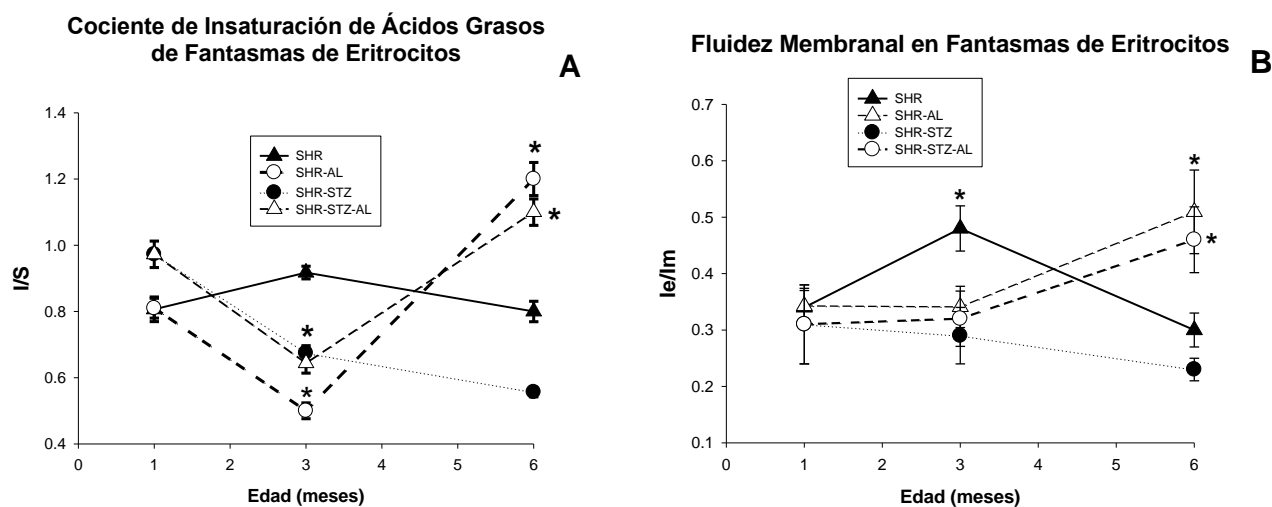 Cociente de Insaturación de Ácidos Grasos
de Fantasmas de Eritrocitos
A
I/S
1.4
1.2
1.0
0.8
0.6
0.4
SHR
SHR-AL
SHR-STZ
SHR-STZ-AL
*
*
*
*
0 1 2 3 4 5 6
Edad (meses)
Fluidez Membranal en Fantasmas de Eritrocitos
B
Ie/Im
0.7
0.6
0.5
0.4
0.3
0.2
0.1
SHR
SHR-AL
SHR-STZ
SHR-STZ-AL
*
*
*
0 1 2 3 4 5 6
Edad (meses)